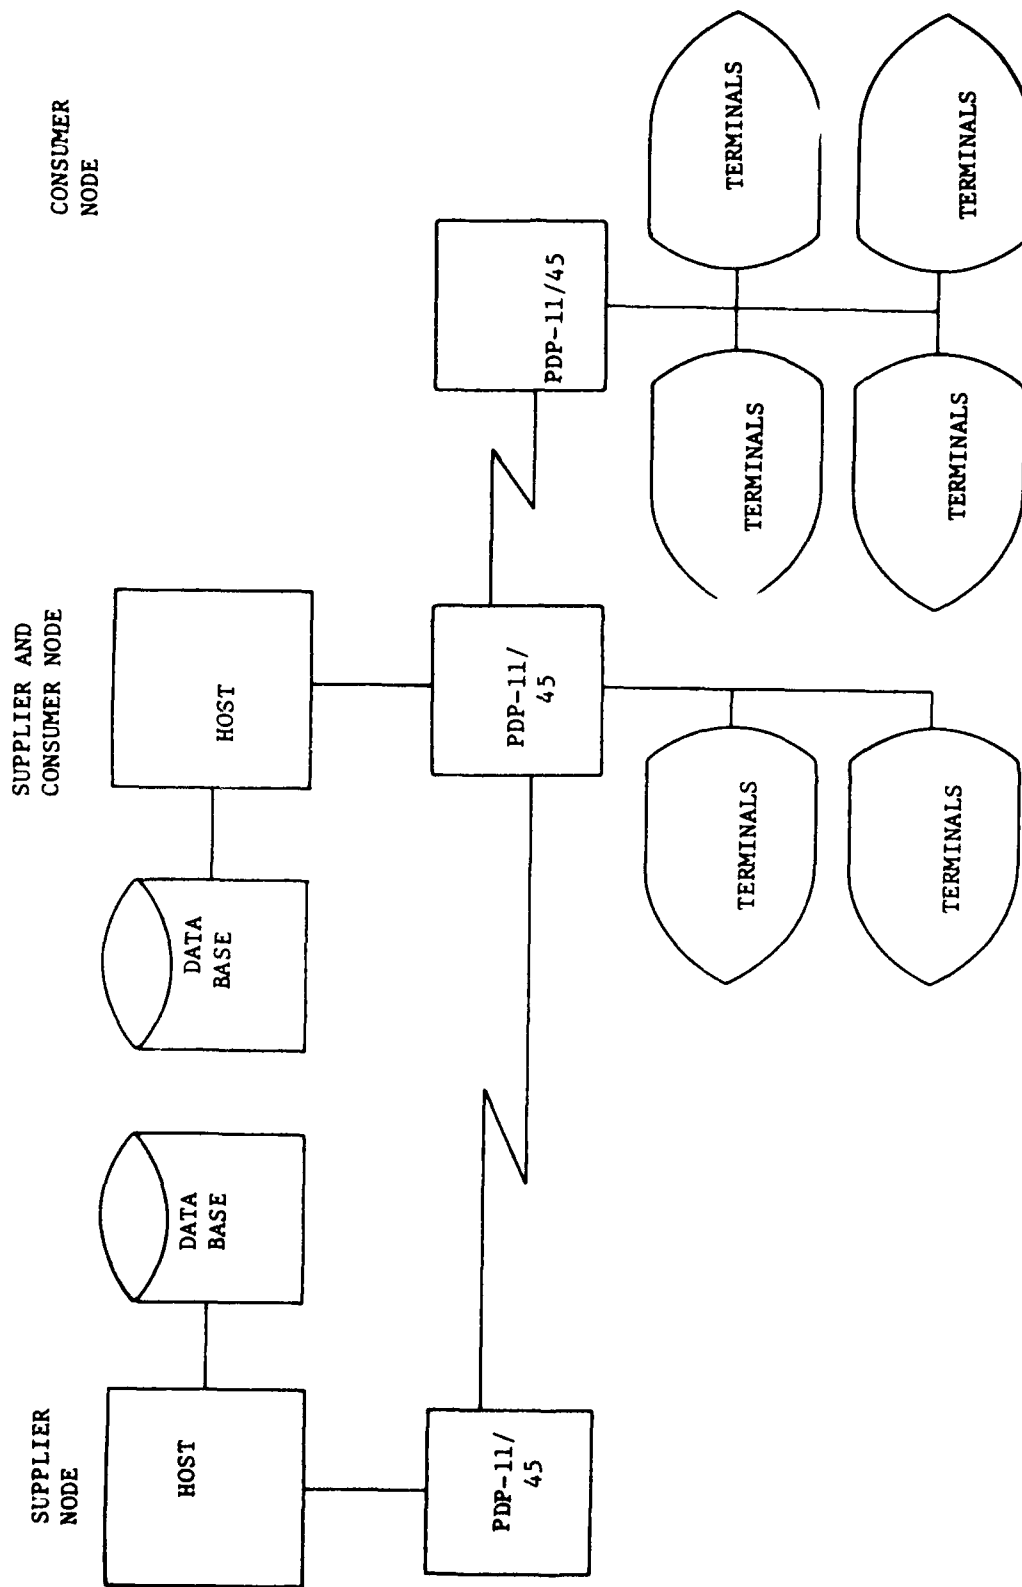 SUPPLIER
NODE
HOST
DATA
BASE
PDP-11/
45
SUPPLIER AND
CONSUMER NODE
DATA
BASE
HOST
PDP-11/
45
TERMINALS
TERMINALS
CONSUMER
NODE
PDP-11/45
TERMINALS
TERMINALS
TERMINALS
TERMINALS